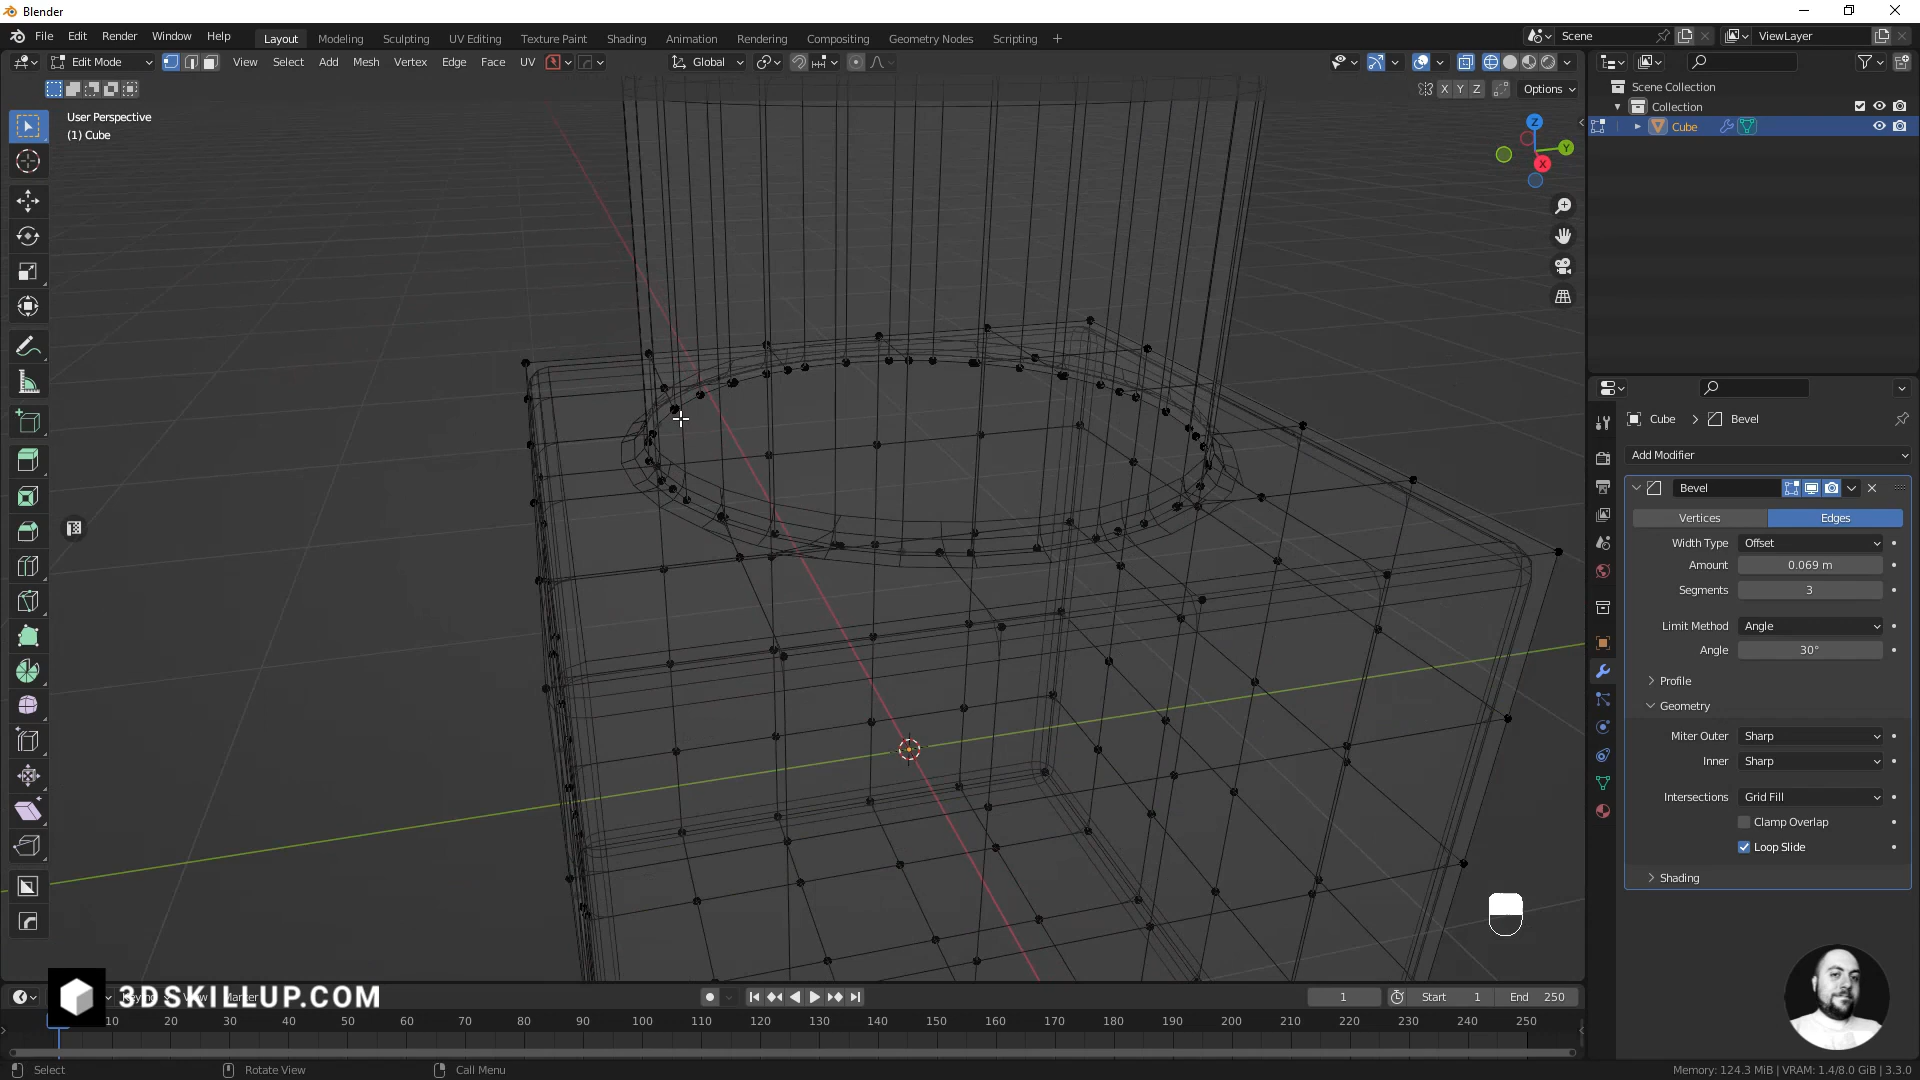 Blender
File Edit Render Window Help
Layout Modeling Sculpting UV Editing Texture Paint Shading Animation Rendering Compositing Geometry Nodes Scripting +
Scene
ViewLayer
Edit Mode
View Select Add Mesh Vertex Edge Face UV
Global
X Y Z
Options
User Perspective
(1) Cube
Z
Y
X
Scene Collection
Collection
Cube
Cube > Bevel
Add Modifier
Bevel
Vertices Edges
Width Type Offset
Amount 0.069 m
Segments 3
Limit Method Angle
Angle 30°
Profile
Geometry
Miter Outer Sharp
Inner Sharp
Intersections Grid Fill
Clamp Overlap
Loop Slide
Shading
3DSKILLUP.COM
View Marker
1
Start 1
End 250
10 20 30 40 50 60 70 80 90 100 110 120 130 140 150 160 170 180 190 200 210 220 230 240 250
Select
Rotate View
Call Menu
Memory: 124.3 MiB | VRAM: 1.4/8.0 GiB | 3.3.0